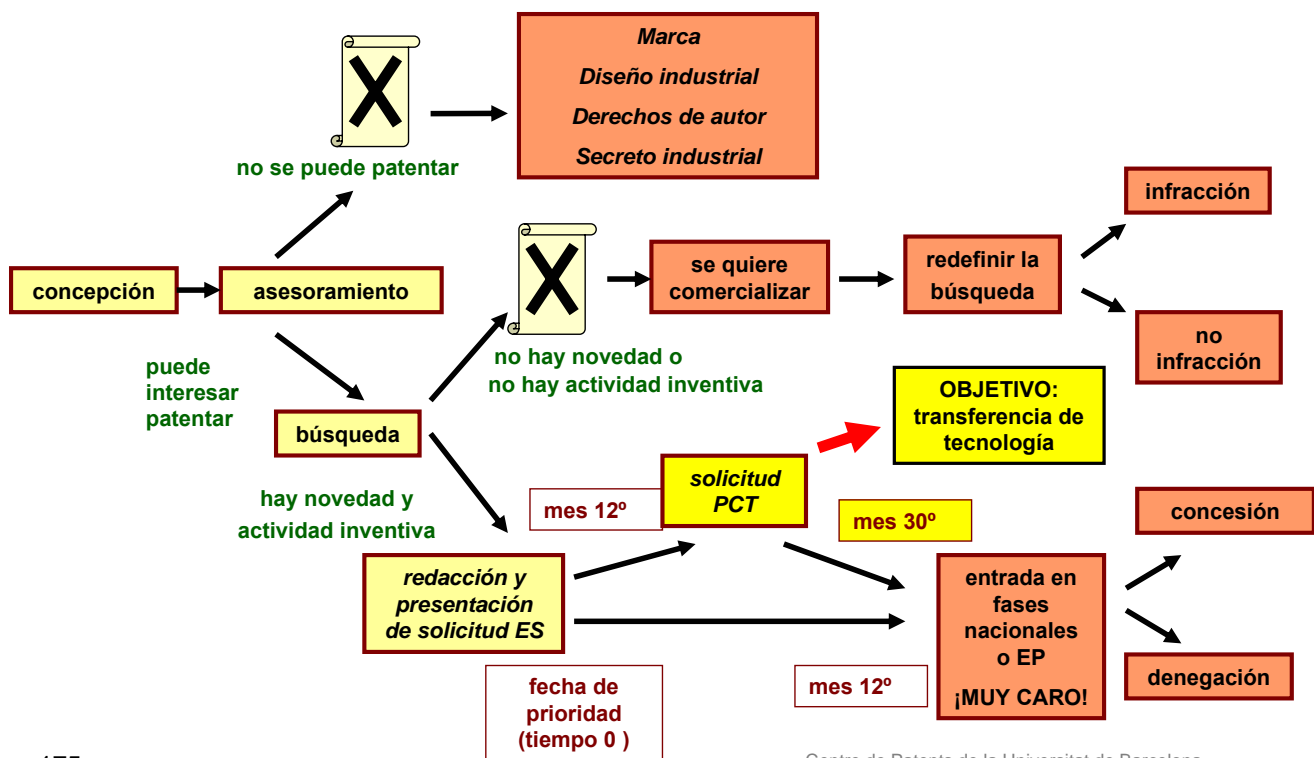 Marca
Diseño industrial
Derechos de autor
Secreto industrial
no se puede patentar
infracción
concepción
asesoramiento
se quiere
comercializar
redefinir la
búsqueda
no
infracción
no hay novedad o
no hay actividad inventiva
puede
interesar
patentar
búsqueda
OBJETIVO:
transferencia de
tecnología
hay novedad y
actividad inventiva
mes 12º
solicitud
PCT
mes 30º
concesión
redacción y
presentación
de solicitud ES
entrada en
fases
nacionales
o EP
¡MUY CARO!
mes 12º
denegación
fecha de
prioridad
(tiempo 0 )